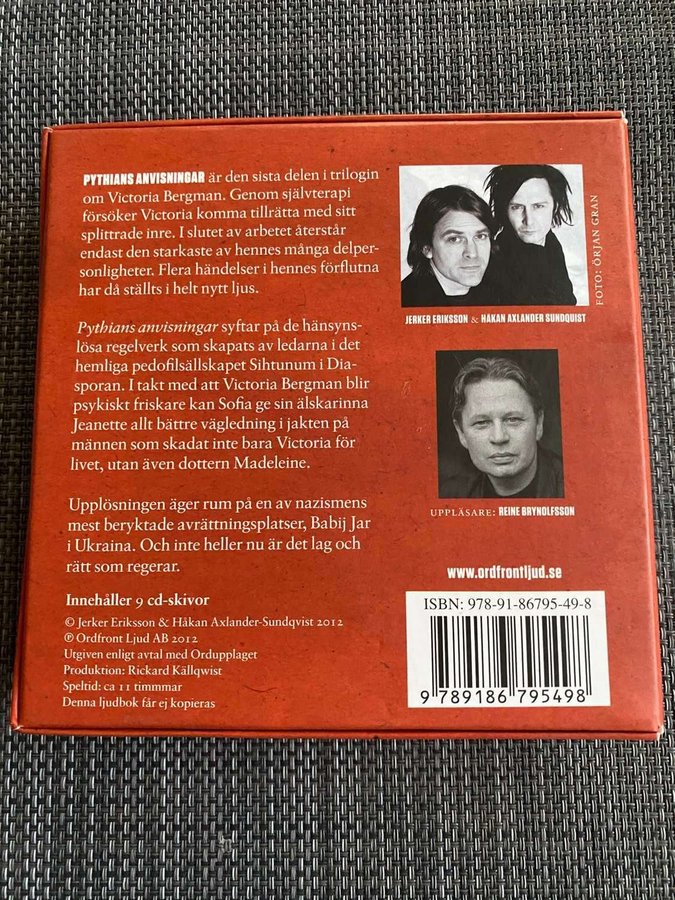 PYTHIANS ANVISNINGAR är den sista delen i trilogin
om Victoria Bergman. Genom självterapi
försöker Victoria komma tillrätta med sitt
splittrade inre. I slutet av arbetet återstår
endast den starkaste av hennes många delper-
sonligheter. Flera händelser i hennes förflutna
har då ställts i helt nytt ljus.
Pythians anvisningar syftar på de hänsyns-
lösa regelverk som skapats av ledarna i det
hemliga pedofilsällskapet Sihtunum i Dia-
sporan. I takt med att Victoria Bergman blir
psykiskt friskare kan Sofia ge sin älskarinna
Jeanette allt bättre vägledning i jakten på
männen som skadat inte bara Victoria för
livet, utan även dottern Madeleine.
Upplösningen äger rum på en av nazismens
mest beryktade avrättningsplatser, Babij Jar
i Ukraina. Och inte heller nu är det lag och
rätt som regerar.
Innehåller 9 cd-skivor
© Jerker Eriksson & Håkan Axlander-Sundqvist 2012
℗ Ordfront Ljud AB 2012
Utgiven enligt avtal med Ordupplaget
Produktion: Rickard Källqwist
Speltid: ca 11 timmmar
Denna ljudbok får ej kopieras
FOTO: ÖRJAN GRAN
JERKER ERIKSSON & HÅKAN AXLANDER SUNDQUIST
UPPLÄSARE: REINE BRYNOLFSSON
www.ordfrontljud.se
ISBN: 978-91-86795-49-8
9 789186 795498